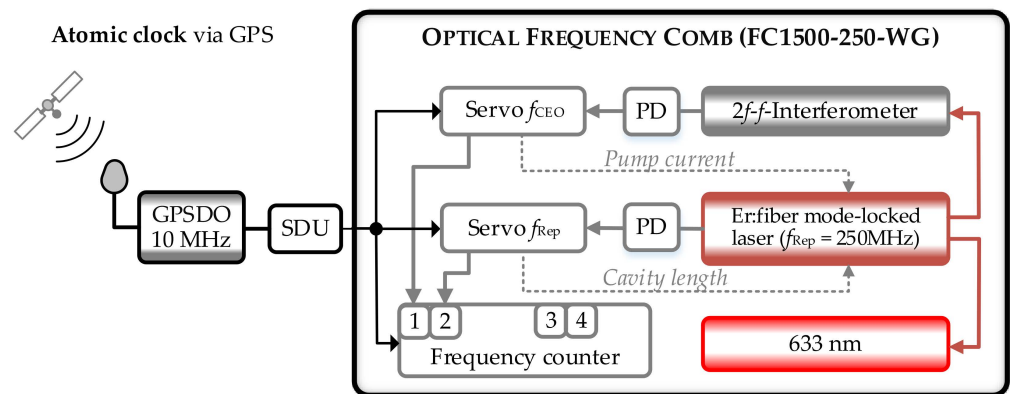 Atomic clock via GPS
OPTICAL FREQUENCY COMB (FC1500-250-WG)
Servo fCEO
PD
2f-f-Interferometer
Pump current
GPSDO
10 MHz
SDU
Servo fRep
PD
Er:fiber mode-locked
laser (fRep = 250MHz)
Cavity length
1 2 3 4
Frequency counter
633 nm